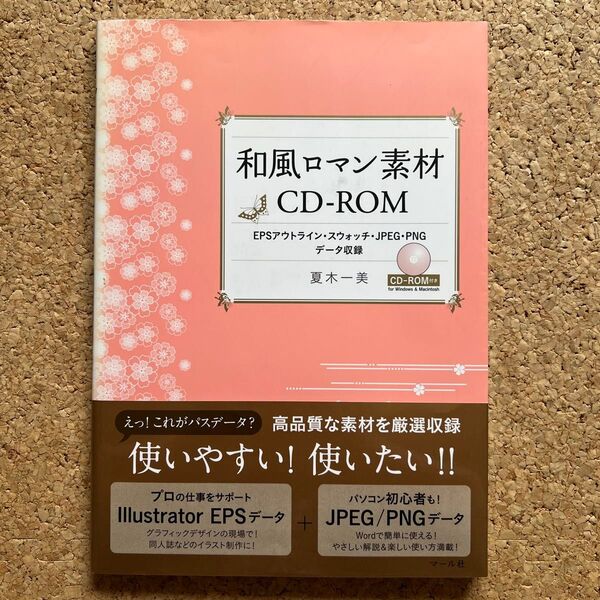 和風ロマン素材
CD-ROM
EPSアウトライン・スウォッチ・JPEG・PNG
データ収録
夏木一美
CD-ROM付き
for Windows & Macintosh
えっ!これがパスデータ?
高品質な素材を厳選収録
使いやすい!使いたい!!
プロの仕事をサポート
Illustrator EPSデータ
グラフィックデザインの現場で!
同人誌などのイラスト制作に!
+
パソコン初心者も!
JPEG/PNGデータ
Wordで簡単に使える!
やさしい解説&楽しい使い方満載!
マール社